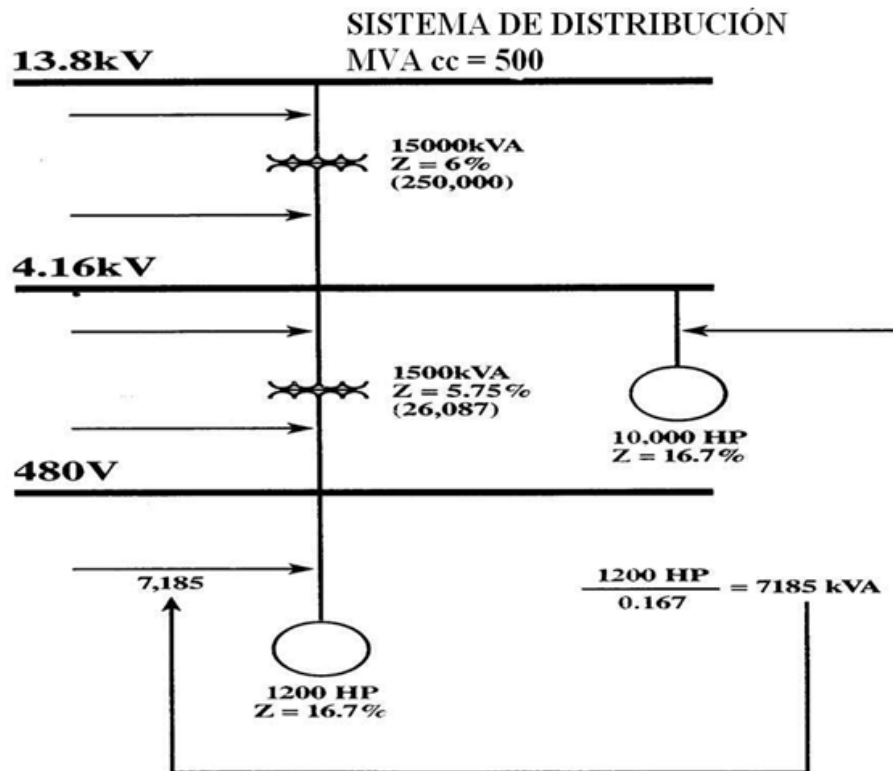 SISTEMA DE DISTRIBUCIÓN
MVA cc = 500
13.8kV
15000kVA
Z = 6%
(250,000)
4.16kV
1500kVA
Z = 5.75%
(26,087)
10,000 HP
Z = 16.7%
480V
7,185
1200 HP
0.167
= 7185 kVA
1200 HP
Z = 16.7%